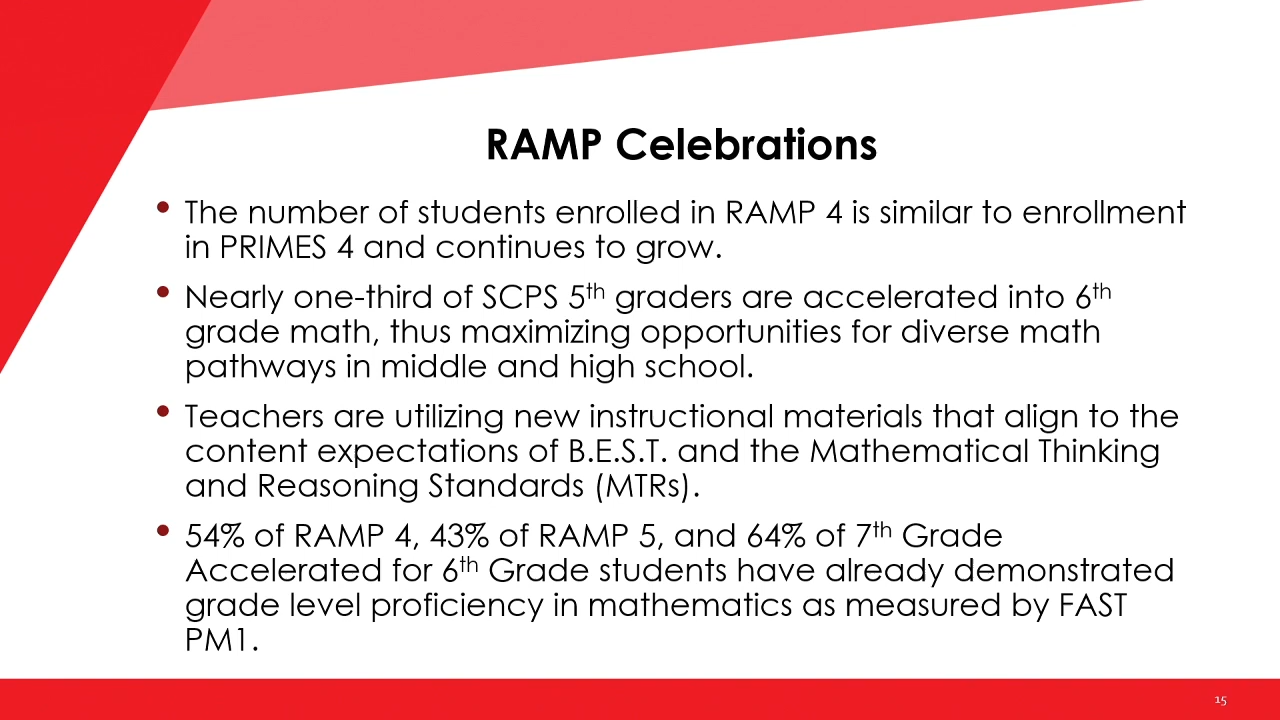 RAMP Celebrations
• The number of students enrolled in RAMP 4 is similar to enrollment
in PRIMES 4 and continues to grow.
• Nearly one-third of SCPS 5th graders are accelerated into 6th
grade math, thus maximizing opportunities for diverse math
pathways in middle and high school.
• Teachers are utilizing new instructional materials that align to the
content expectations of B.E.S.T. and the Mathematical Thinking
and Reasoning Standards (MTRs).
• 54% of RAMP 4, 43% of RAMP 5, and 64% of 7th Grade
Accelerated for 6th Grade students have already demonstrated
grade level proficiency in mathematics as measured by FAST
PM1.
15